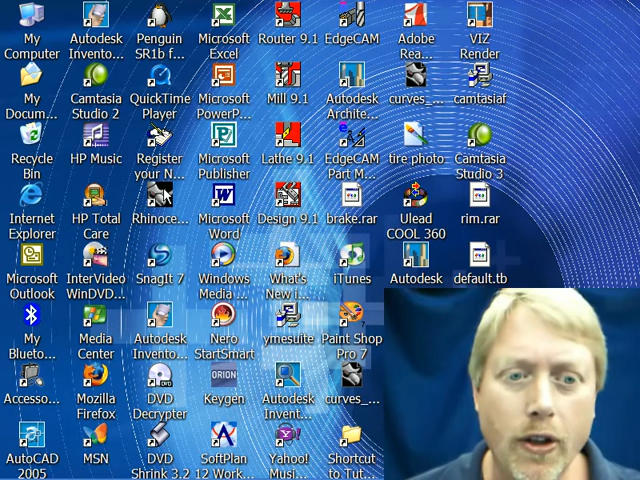 My Computer
Autodesk Invento...
Penguin SR1b f...
Microsoft Excel
Router 9.1
EdgeCAM
Adobe Rea...
VIZ Render
My Docum...
Camtasia Studio 2
QuickTime Player
Microsoft PowerP...
Mill 9.1
Autodesk Archite...
curves_...
camtasiaf
Recycle Bin
HP Music
Register your N...
Microsoft Publisher
Lathe 9.1
EdgeCAM Part M...
tire photo
Camtasia Studio 3
Internet Explorer
HP Total Care
Rhinoce...
Microsoft Word
Design 9.1
brake.rar
Ulead COOL 360
rim.rar
Microsoft Outlook
InterVideo WinDVD...
SnagIt 7
Windows Media ...
What's New i...
iTunes
Autodesk
default.tb
My Blueto...
Media Center
Autodesk Invento...
Nero StartSmart
ymesuite
Paint Shop Pro 7
Accesso...
Mozilla Firefox
DVD Decrypter
ORION
Keygen
Autodesk Invent...
curves_...
AutoCAD 2005
MSN
DVD Shrink 3.2
SoftPlan 12 Work...
Yahoo! Musi...
Shortcut to Tut...